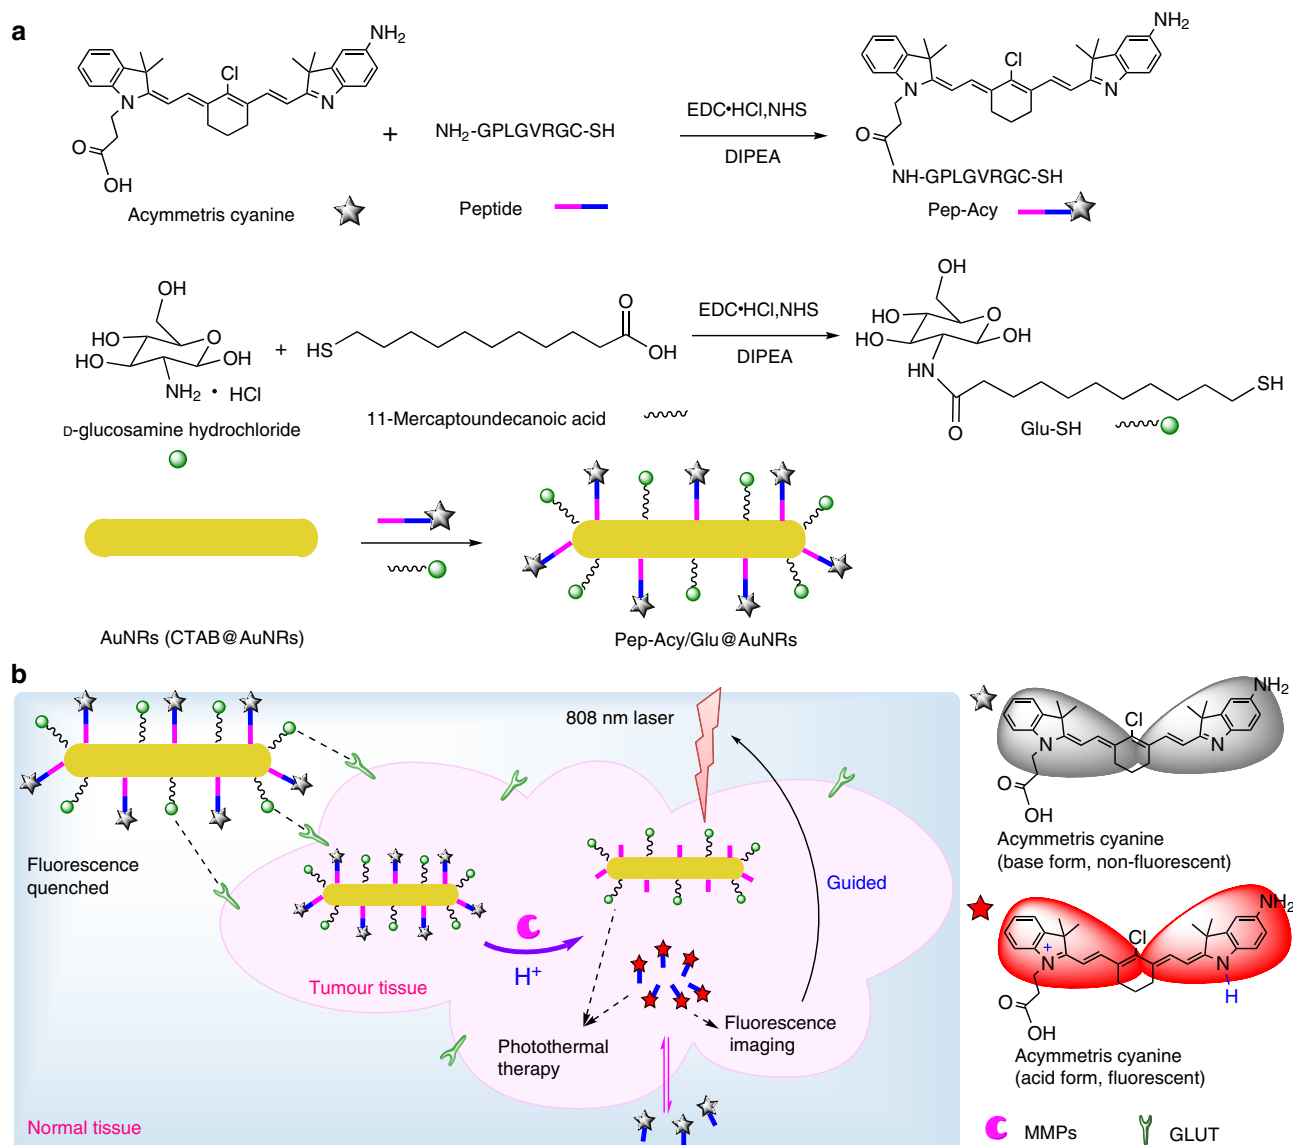 a
NH2
Cl
N
N
O
OH
Acymmetris cyanine
+
NH2-GPLGVRGC-SH
Peptide
EDC•HCl,NHS
DIPEA
NH2
Cl
N
N
O
NH-GPLGVRGC-SH
Pep-Acy
OH
HO
HO
O
OH
NH2 • HCl
D-glucosamine hydrochloride
+
HS
O
OH
11-Mercaptoundecanoic acid
EDC•HCl,NHS
DIPEA
OH
HO
HO
O
OH
HN
O
SH
Glu-SH
AuNRs (CTAB@AuNRs)
Pep-Acy/Glu@AuNRs
b
Fluorescence
quenched
808 nm laser
Guided
Tumour tissue
H+
Photothermal
therapy
Fluorescence
imaging
Normal tissue
NH2
Cl
N
N
O
OH
Acymmetris cyanine
(base form, non-fluorescent)
NH2
Cl
N+
N
H
O
OH
Acymmetris cyanine
(acid form, fluorescent)
MMPs
GLUT